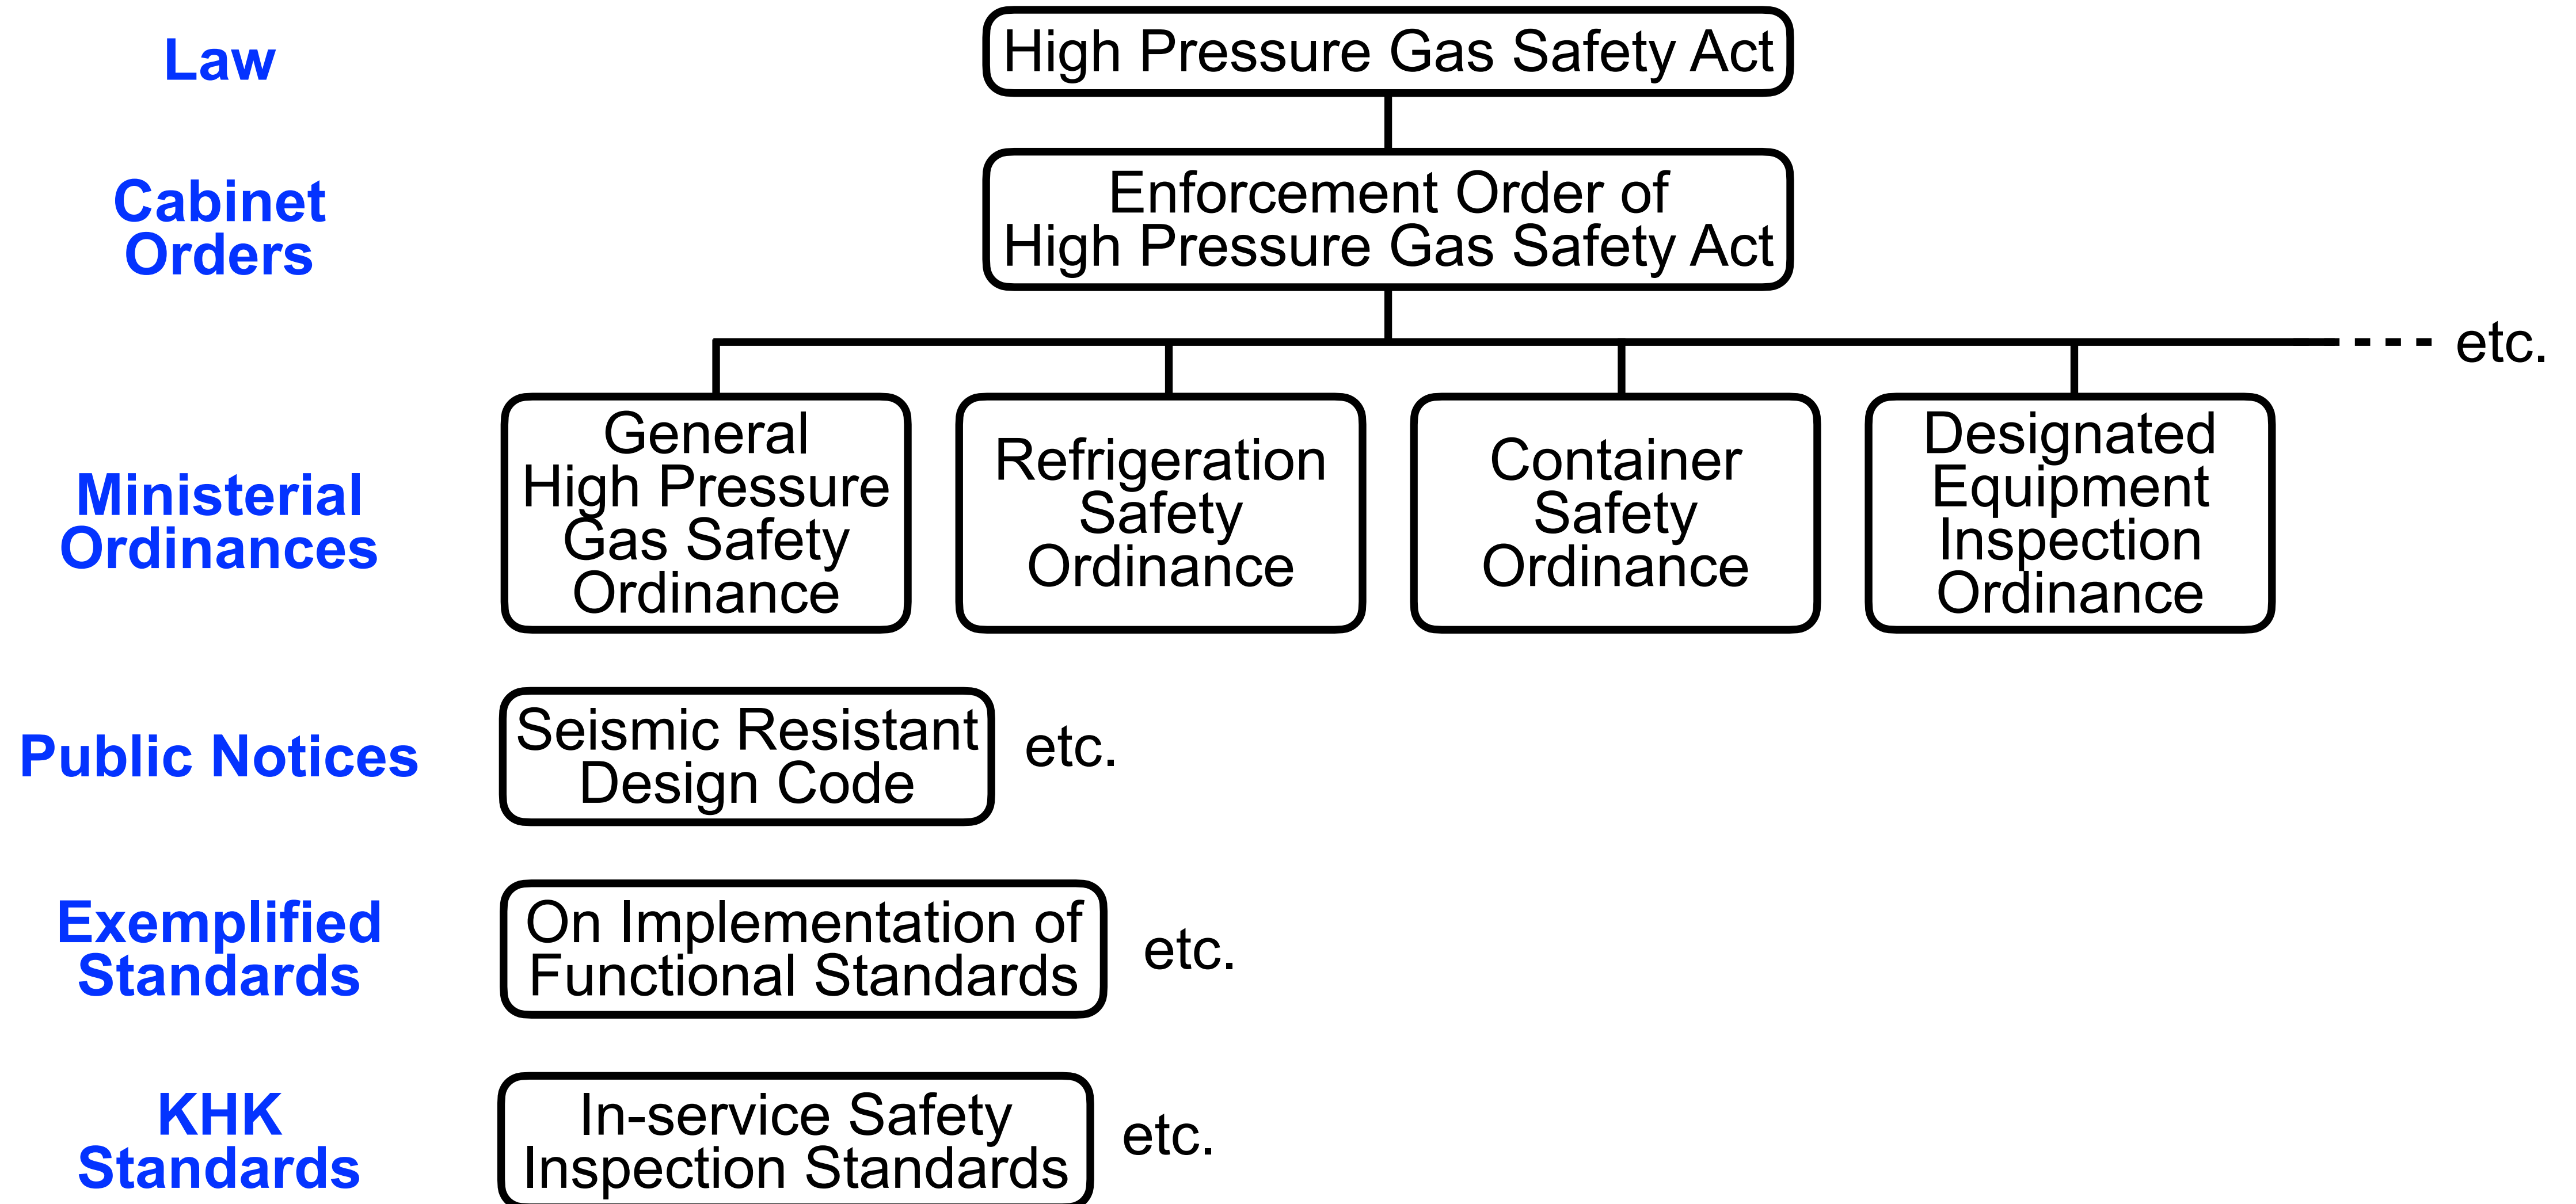 Law
High Pressure Gas Safety Act
Cabinet
Orders
Enforcement Order of
High Pressure Gas Safety Act
etc.
Ministerial
Ordinances
General
High Pressure
Gas Safety
Ordinance
Refrigeration
Safety
Ordinance
Container
Safety
Ordinance
Designated
Equipment
Inspection
Ordinance
Public Notices
Seismic Resistant
Design Code
etc.
Exemplified
Standards
On Implementation of
Functional Standards
etc.
KHK
Standards
In-service Safety
Inspection Standards
etc.